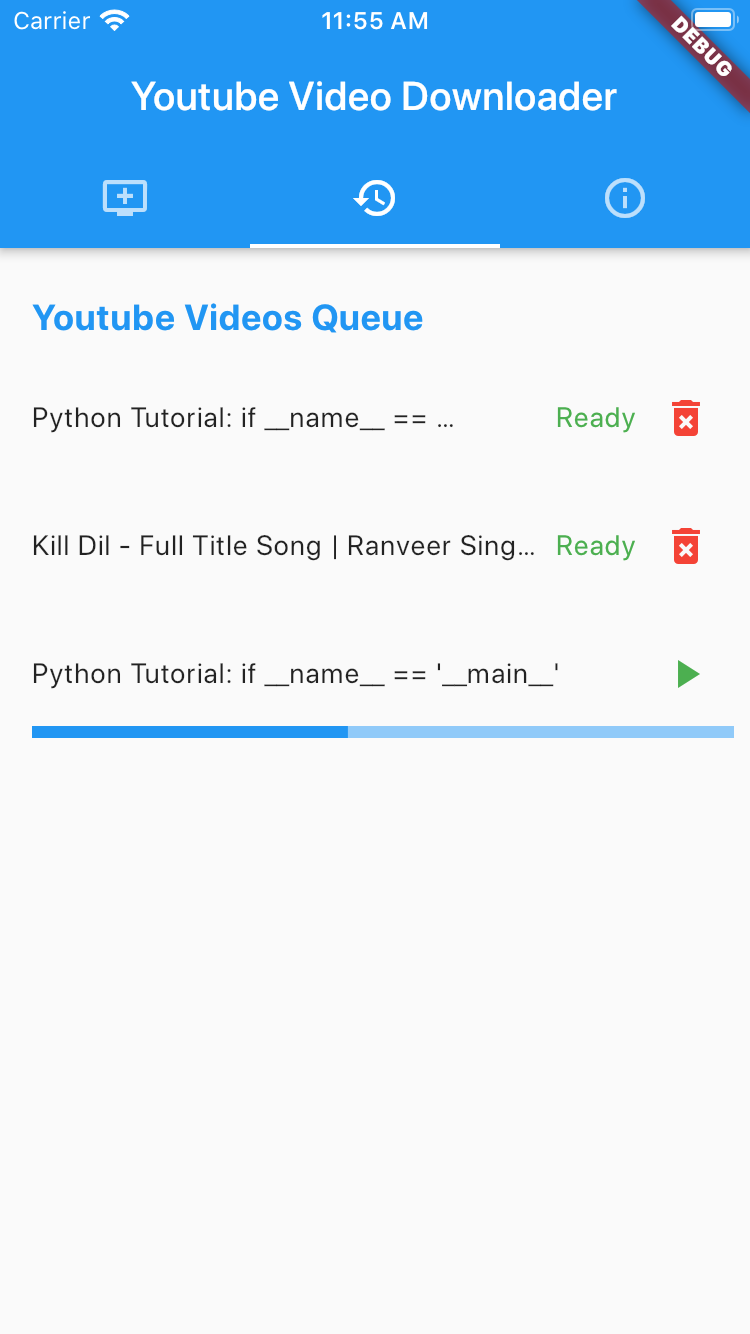 Carrier 11:55 AM
DEBUG
Youtube Video Downloader
Youtube Videos Queue
Python Tutorial: if __name__ == ... Ready
Kill Dil - Full Title Song | Ranveer Sing... Ready
Python Tutorial: if __name__ == '__main__'